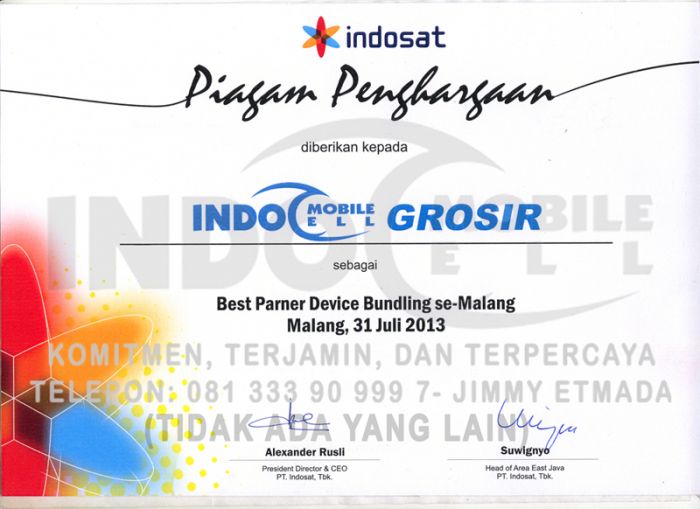 indosat
Piagam Penghargaan
diberikan kepada
INDO CELL MOBILE GROSIR
sebagai
Best Parner Device Bundling se-Malang
Malang, 31 Juli 2013
INDO CELL MOBILE
KOMITMEN, TERJAMIN, DAN TERPERCAYA
TELEPON: 081 333 90 999 7- JIMMY ETMADA
(TIDAK ADA YANG LAIN)
Alexander Rusli
President Director & CEO
PT. Indosat, Tbk.
Suwignyo
Head of Area East Java
PT. Indosat, Tbk.